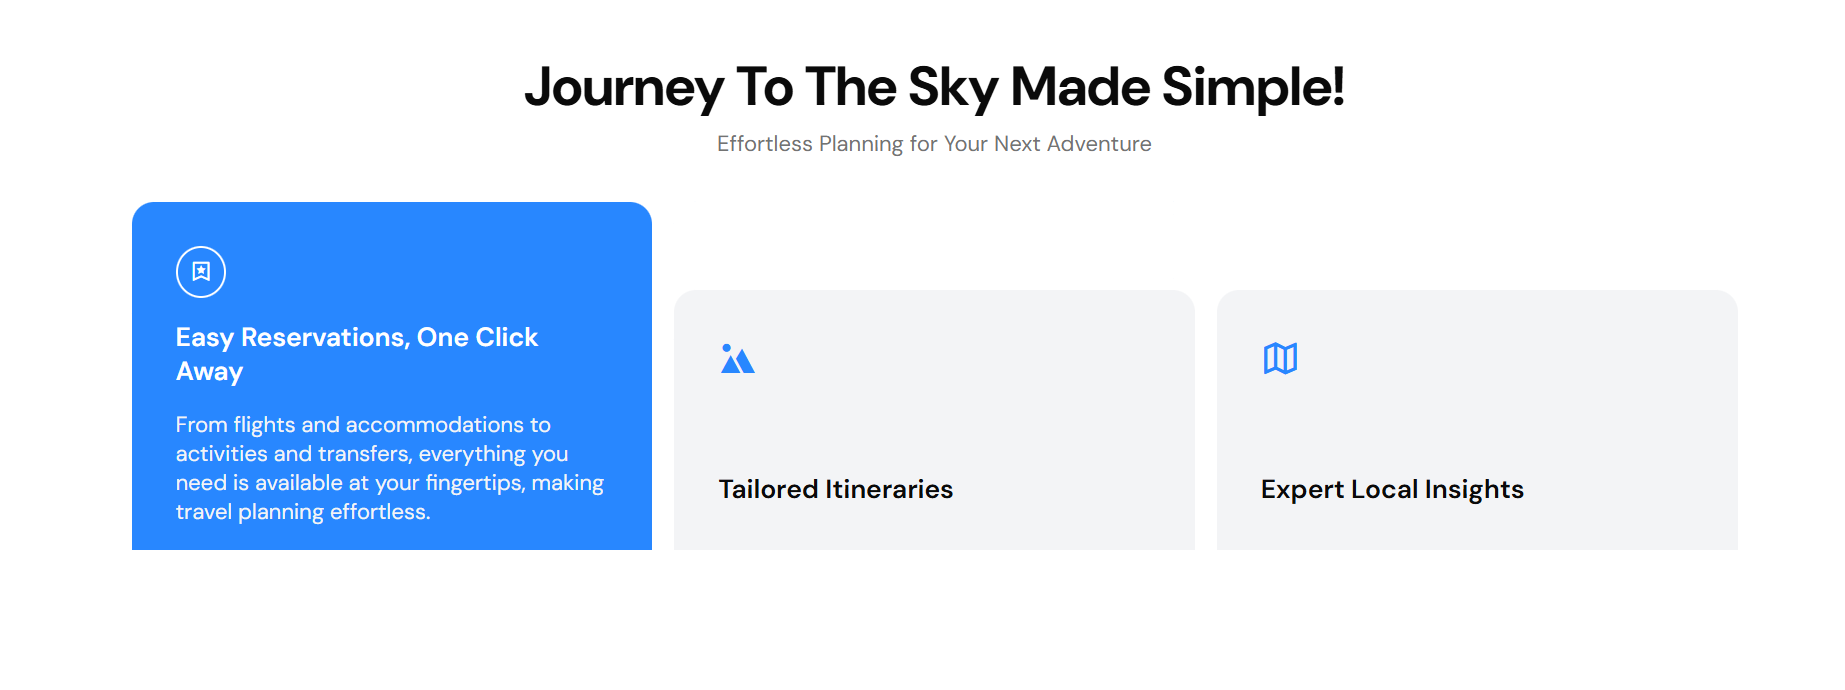 Journey To The Sky Made Simple!
Effortless Planning for Your Next Adventure
Easy Reservations, One Click
Away
From flights and accommodations to
activities and transfers, everything you
need is available at your fingertips, making
travel planning effortless.
Tailored Itineraries
Expert Local Insights